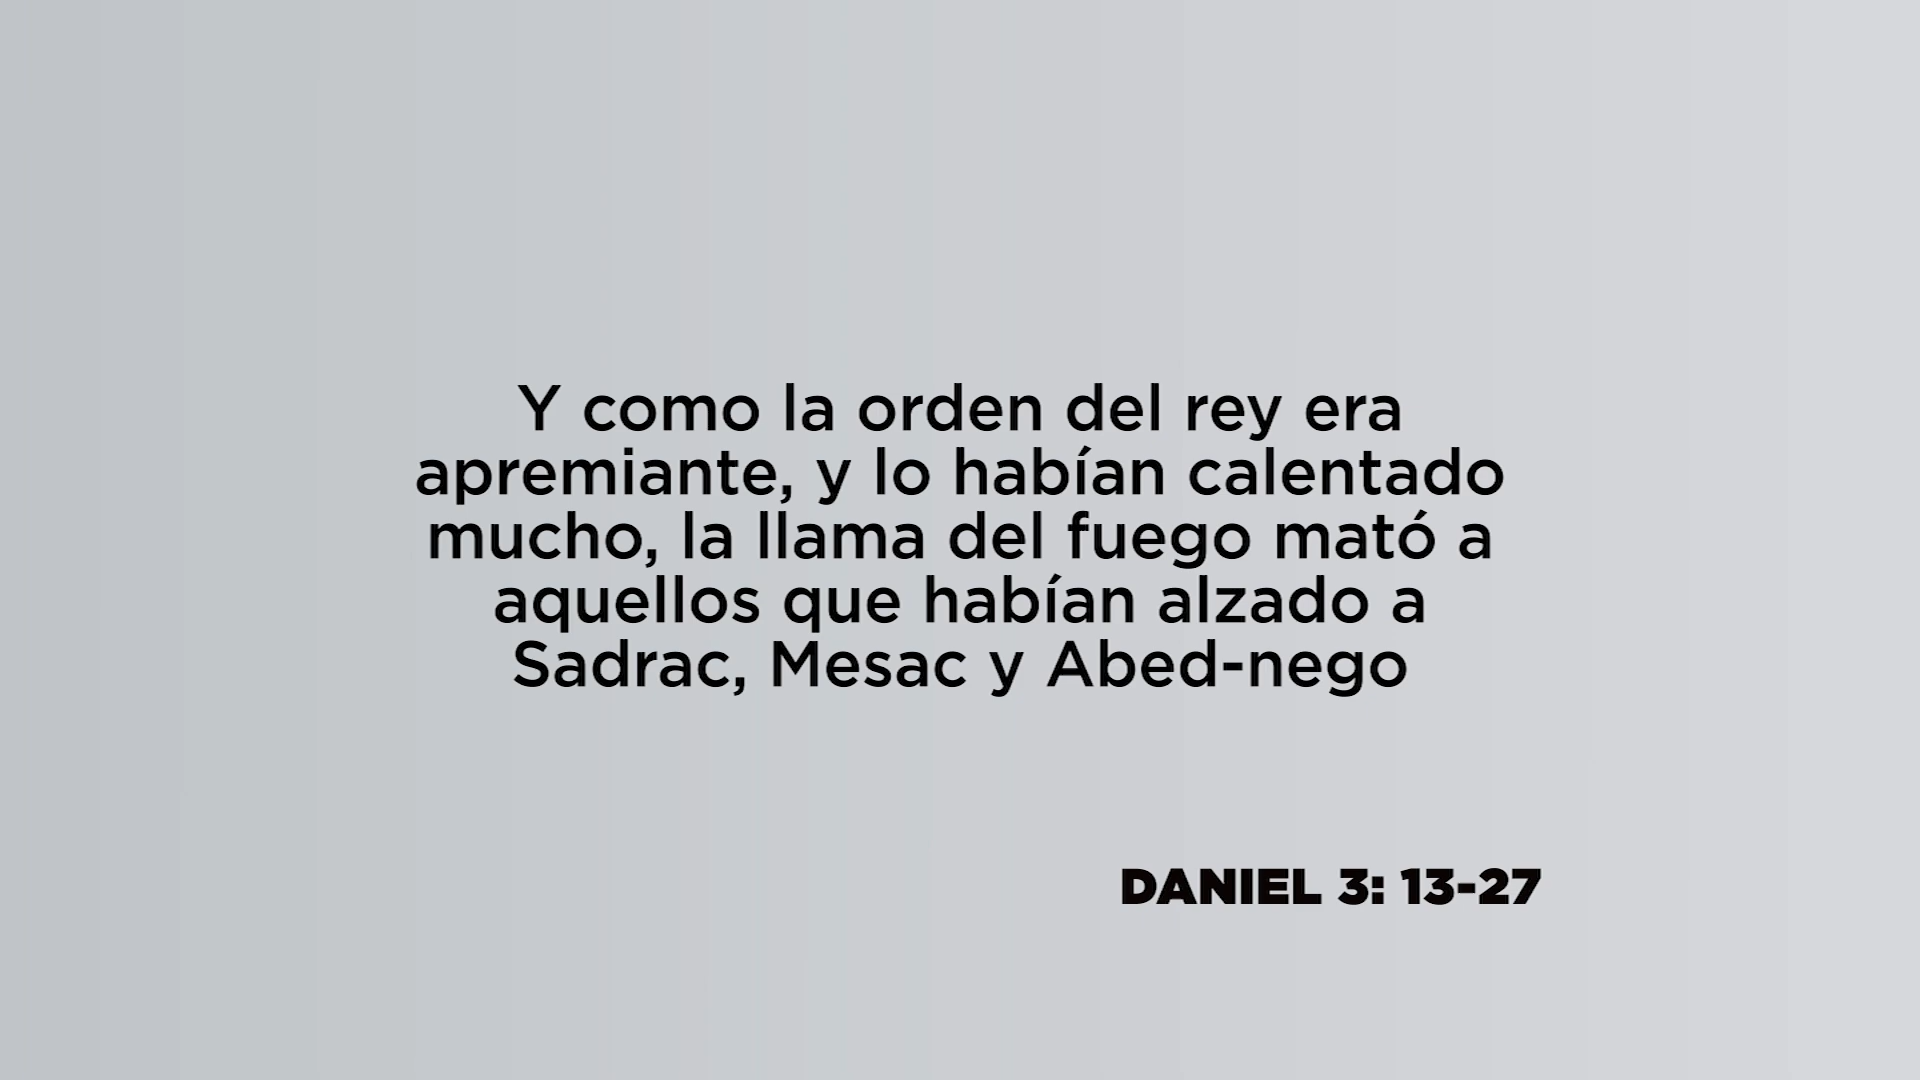 Y como la orden del rey era
apremiante, y lo habían calentado
mucho, la llama del fuego mató a
aquellos que habían alzado a
Sadrac, Mesac y Abed-nego
DANIEL 3: 13-27